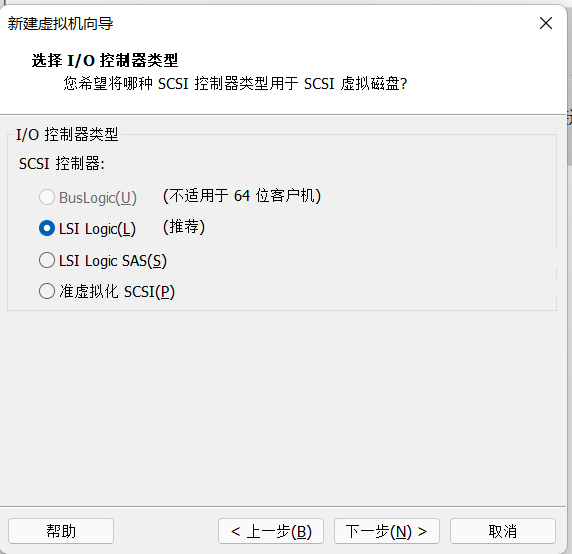 新建虚拟机向导
选择 I/O 控制器类型
您希望将哪种 SCSI 控制器类型用于 SCSI 虚拟磁盘?
I/O 控制器类型
SCSI 控制器:
BusLogic(U) (不适用于 64 位客户机)
LSI Logic(L) (推荐)
LSI Logic SAS(S)
准虚拟化 SCSI(P)
帮助 < 上一步(B) 下一步(N) > 取消